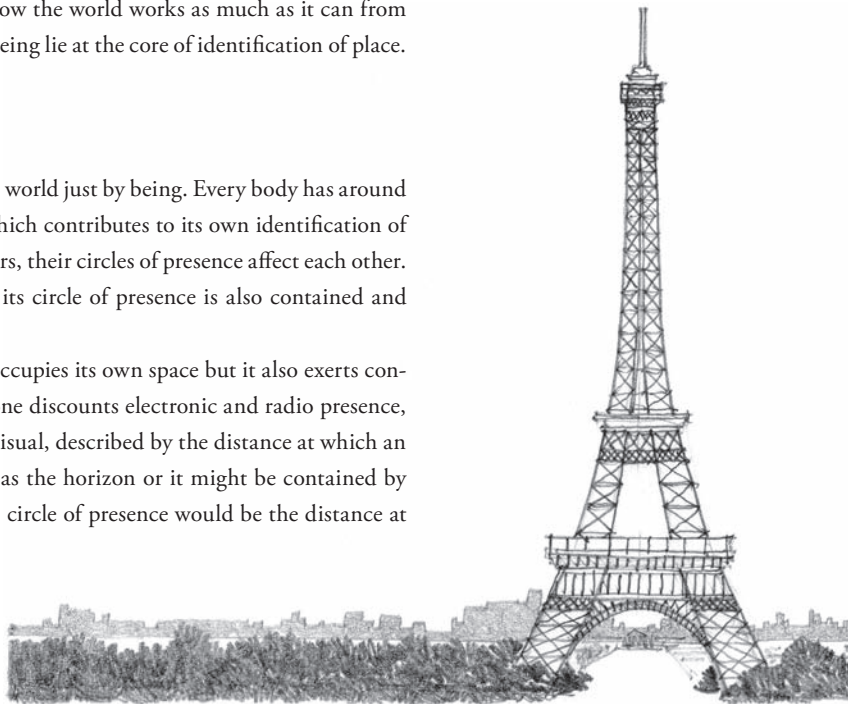 ow the world works as much as it can from
eing lie at the core of identification of place.
world just by being. Every body has around
hich contributes to its own identification of
rs, their circles of presence affect each other.
its circle of presence is also contained and
ccupies its own space but it also exerts con-
ne discounts electronic and radio presence,
isual, described by the distance at which an
as the horizon or it might be contained by
circle of presence would be the distance at